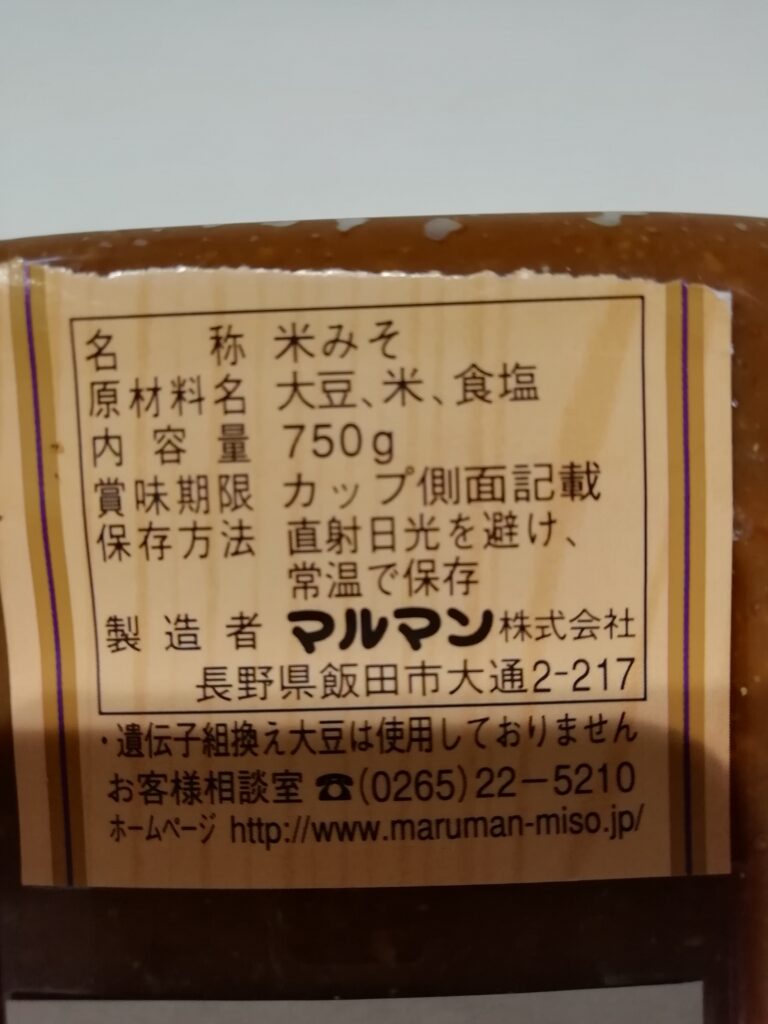 名称 米みそ
原材料名 大豆、米、食塩
内容量 750g
賞味期限 カップ側面記載
保存方法 直射日光を避け、
常温で保存
製造者 マルマン株式会社
長野県飯田市大通2-217
・遺伝子組換え大豆は使用しておりません
お客様相談室 ☎(0265)22-5210
ホームページ http://www.maruman-miso.jp/